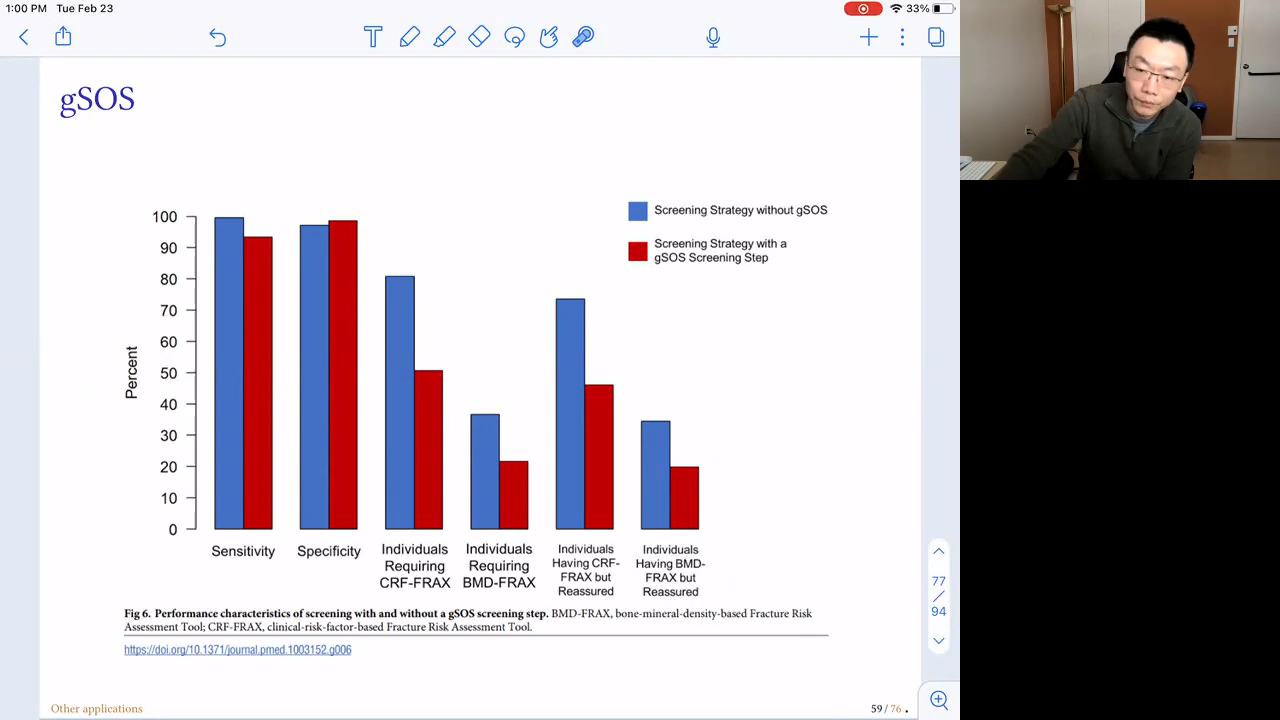 1:00 PM Tue Feb 23
33%
gSOS
Screening Strategy without gSOS
Screening Strategy with a
gSOS Screening Step
Percent
100
90
80
70
60
50
40
30
20
10
0
Sensitivity
Specificity
Individuals
Requiring
CRF-FRAX
Individuals
Requiring
BMD-FRAX
Individuals
Having CRF-
FRAX but
Reassured
Individuals
Having BMD-
FRAX but
Reassured
Fig 6. Performance characteristics of screening with and without a gSOS screening step. BMD-FRAX, bone-mineral-density-based Fracture Risk
Assessment Tool; CRF-FRAX, clinical-risk-factor-based Fracture Risk Assessment Tool.
https://doi.org/10.1371/journal.pmed.1003152.g006
77
/
94
Other applications
59 / 76